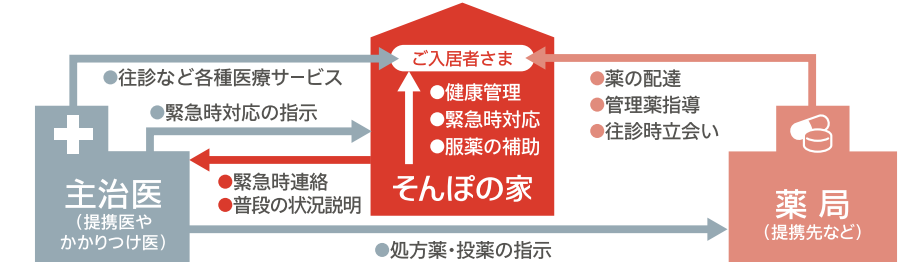 ご入居者さま
●往診など各種医療サービス
●緊急時対応の指示
●健康管理
●緊急時対応
●服薬の補助
そんぽの家
●薬の配達
●管理薬指導
●往診時立会い
主治医
（提携医や
かかりつけ医）
●緊急時連絡
●普段の状況説明
薬局
（提携先など）
●処方薬・投薬の指示